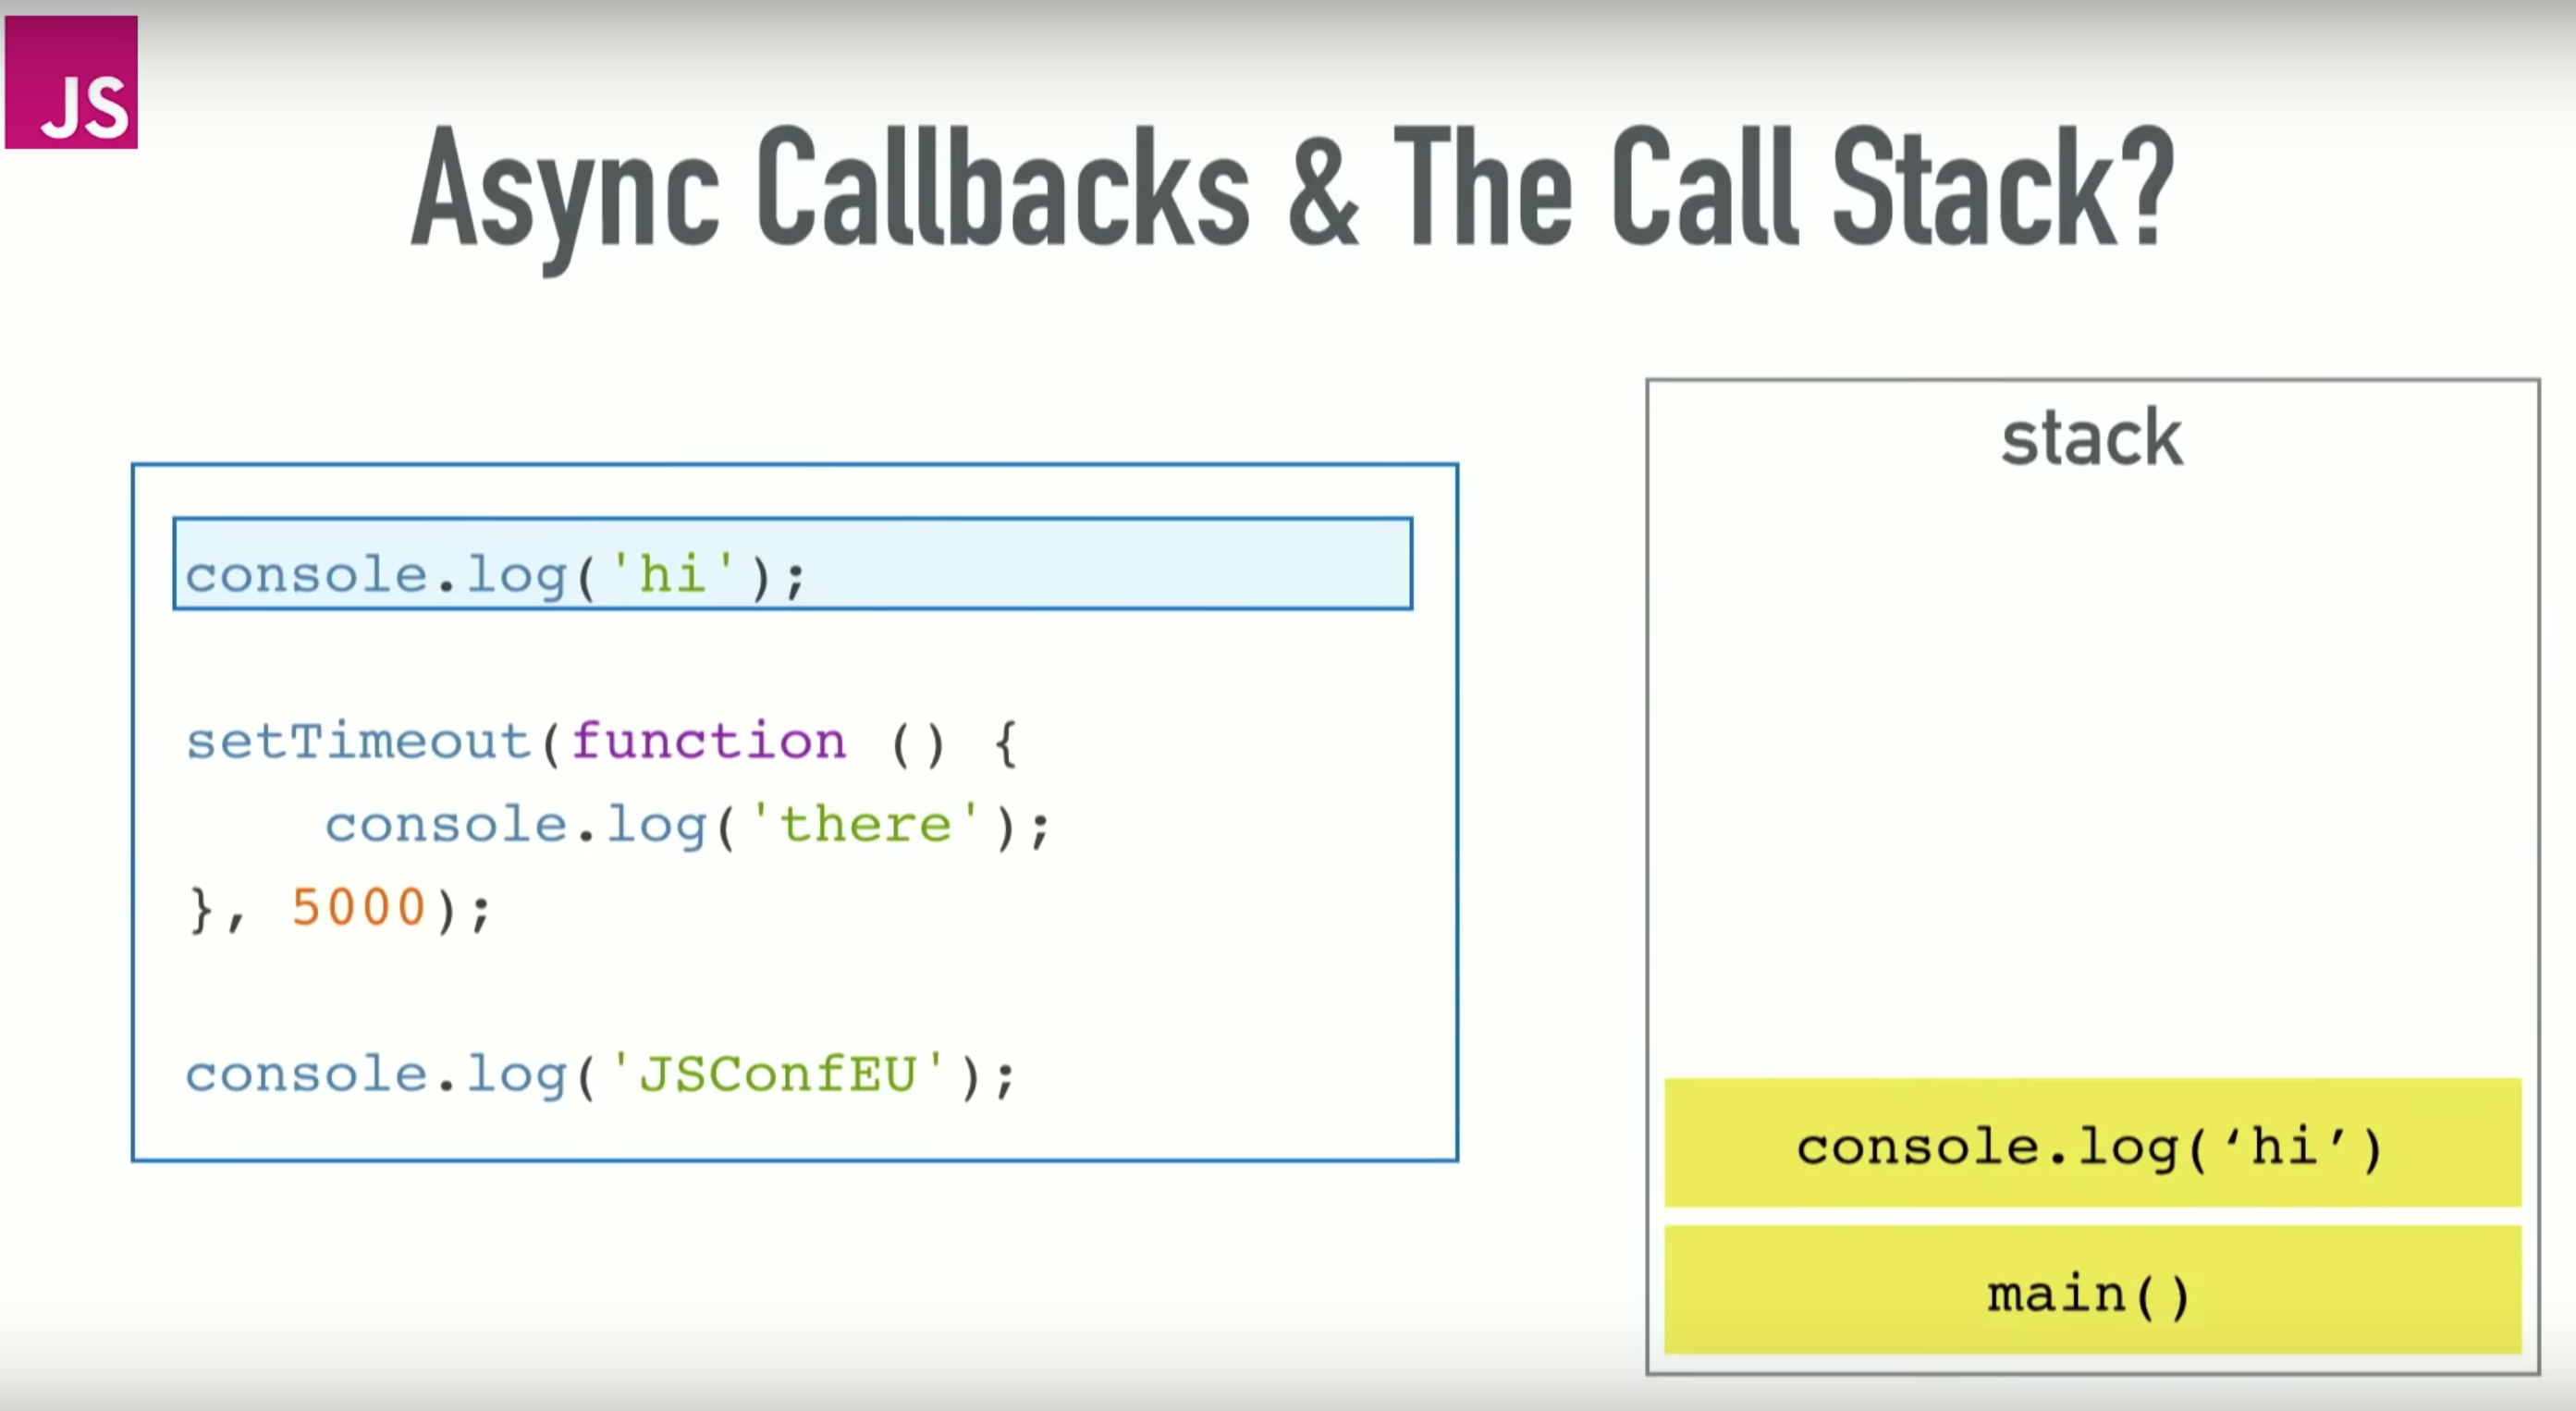 JS
Async Callbacks & The Call Stack?
console.log('hi');
setTimeout(function () {
    console.log('there');
}, 5000);
console.log('JSConfEU');
stack
console.log(‘hi’)
main()